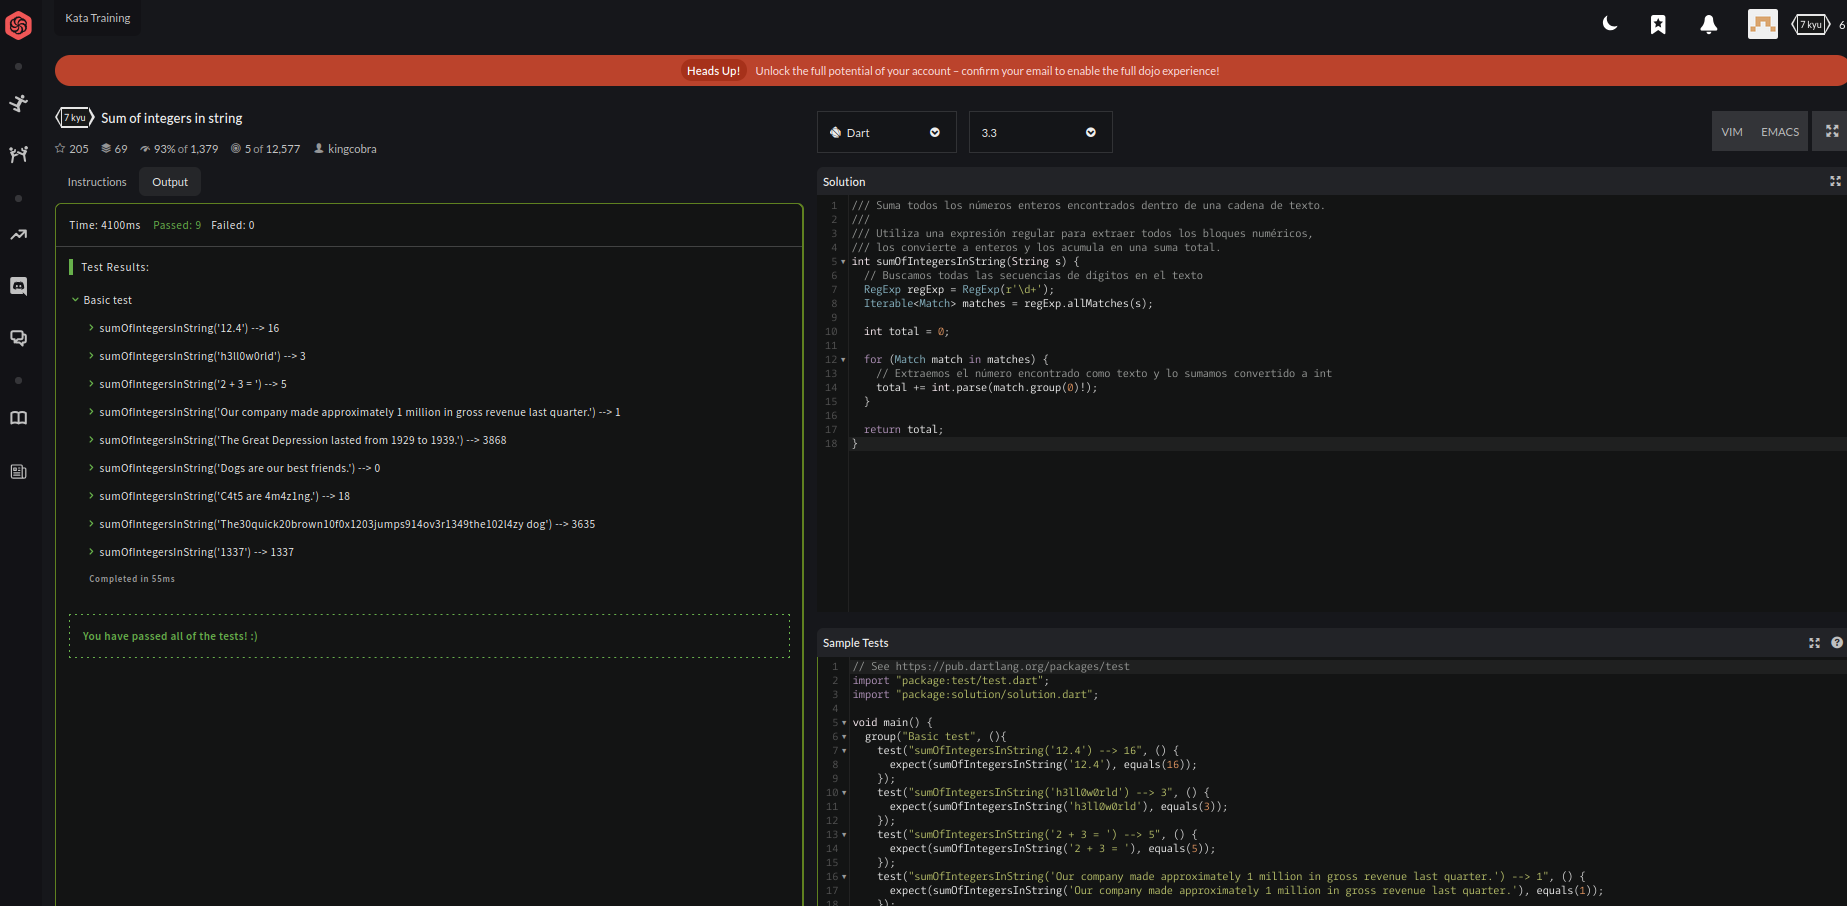 Kata Training
7 kyu
6
Heads Up! Unlock the full potential of your account – confirm your email to enable the full dojo experience!
7 kyu Sum of integers in string
205 69 93% of 1,379 5 of 12,577 kingcobra
Instructions Output
Time: 4100ms Passed: 9 Failed: 0
Test Results:
Basic test
sumOfIntegersInString('12.4') --> 16
sumOfIntegersInString('h3ll0w0rld') --> 3
sumOfIntegersInString('2 + 3 = ') --> 5
sumOfIntegersInString('Our company made approximately 1 million in gross revenue last quarter.') --> 1
sumOfIntegersInString('The Great Depression lasted from 1929 to 1939.') --> 3868
sumOfIntegersInString('Dogs are our best friends.') --> 0
sumOfIntegersInString('C4t5 are 4m4z1ng.') --> 18
sumOfIntegersInString('The30quick20brown10f0x1203jumps914ov3r1349the102l4zy dog') --> 3635
sumOfIntegersInString('1337') --> 1337
Completed in 55ms
You have passed all of the tests! :)
Dart 3.3 VIM EMACS
Solution
1 /// Suma todos los números enteros encontrados dentro de una cadena de texto.
2 ///
3 /// Utiliza una expresión regular para extraer todos los bloques numéricos,
4 /// los convierte a enteros y los acumula en una suma total.
5 int sumOfIntegersInString(String s) {
6 // Buscamos todas las secuencias de dígitos en el texto
7 RegExp regExp = RegExp(r'\d+');
8 Iterable<Match> matches = regExp.allMatches(s);
9
10 int total = 0;
11
12 for (Match match in matches) {
13 // Extraemos el número encontrado como texto y lo sumamos convertido a int
14 total += int.parse(match.group(0)!);
15 }
16
17 return total;
18 }
Sample Tests
1 // See https://pub.dartlang.org/packages/test
2 import "package:test/test.dart";
3 import "package:solution/solution.dart";
4
5 void main() {
6 group("Basic test", (){
7 test("sumOfIntegersInString('12.4') --> 16", () {
8 expect(sumOfIntegersInString('12.4'), equals(16));
9 });
10 test("sumOfIntegersInString('h3ll0w0rld') --> 3", () {
11 expect(sumOfIntegersInString('h3ll0w0rld'), equals(3));
12 });
13 test("sumOfIntegersInString('2 + 3 = ') --> 5", () {
14 expect(sumOfIntegersInString('2 + 3 = '), equals(5));
15 });
16 test("sumOfIntegersInString('Our company made approximately 1 million in gross revenue last quarter.') --> 1", () {
17 expect(sumOfIntegersInString('Our company made approximately 1 million in gross revenue last quarter.'), equals(1));
18 });